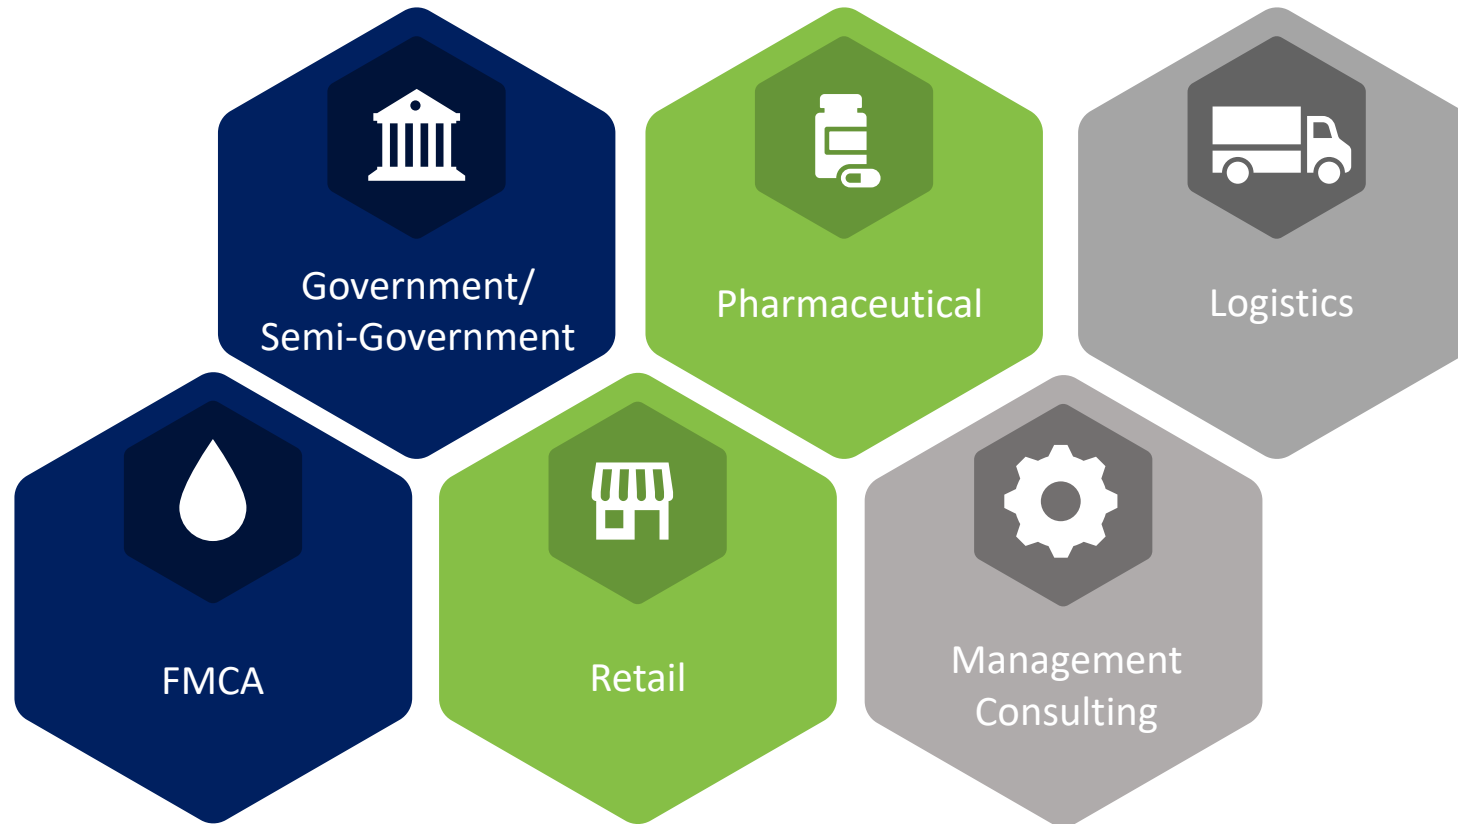 Government/
Semi-Government
Pharmaceutical
Logistics
FMCA
Retail
Management
Consulting